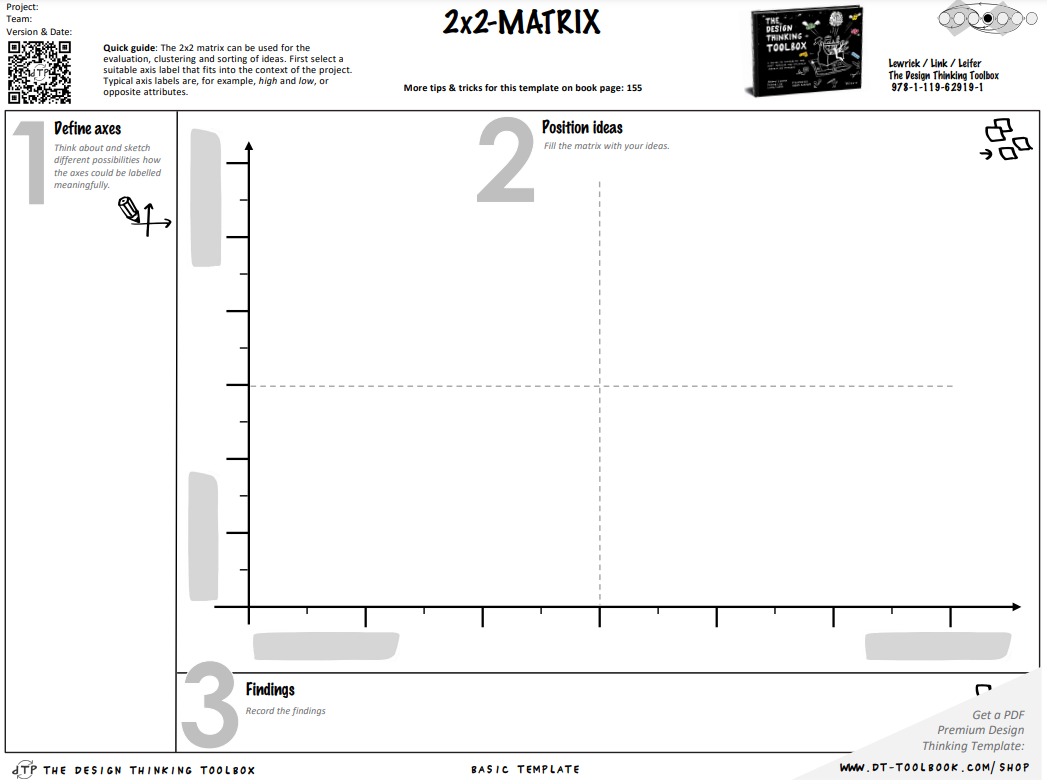 Project:
Team:
Version & Date:
Quick guide: The 2x2 matrix can be used for the
evaluation, clustering and sorting of ideas. First select a
suitable axis label that fits into the context of the project.
Typical axis labels are, for example, high and low, or
opposite attributes.
2x2-MATRIX
More tips & tricks for this template on book page: 155
THE
DESIGN
THINKING
TOOLBOX
Lewrick / Link / Leifer
The Design Thinking Toolbox
978-1-119-62919-1
1
Define axes
Think about and sketch
different possibilities how
the axes could be labelled
meaningfully.
2
Position ideas
Fill the matrix with your ideas.
3
Findings
Record the findings
Get a PDF
Premium Design
Thinking Template:
WWW.DT-TOOLBOOK.COM/SHOP
dTP THE DESIGN THINKING TOOLBOX
BASIC TEMPLATE